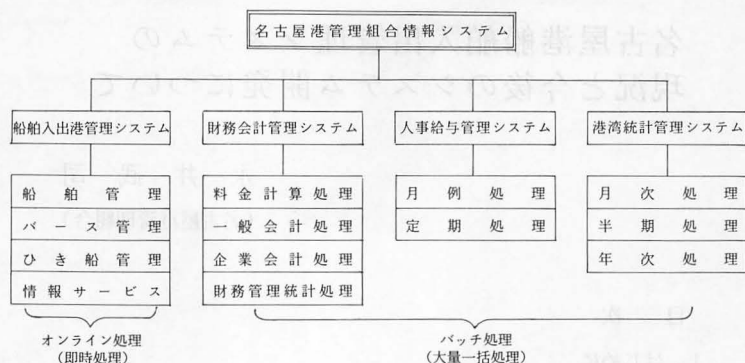 名古屋港管理組合情報システム
船舶入出港管理システム
財務会計管理システム
人事給与管理システム
港湾統計管理システム
船舶管理
バース管理
ひき船管理
情報サービス
料金計算処理
一般会計処理
企業会計処理
財務管理統計処理
月例処理
定期処理
月次処理
半期処理
年次処理
オンライン処理
(即時処理)
バッチ処理
(大量一括処理)